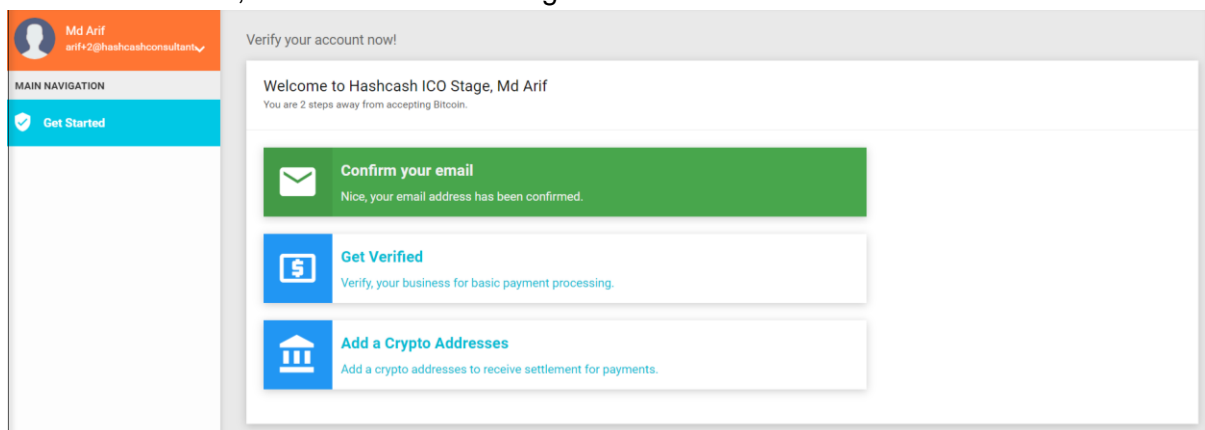 Md Arif
arif+2@hashcashconsultant
Verify your account now!
MAIN NAVIGATION
Get Started
Welcome to Hashcash ICO Stage, Md Arif
You are 2 steps away from accepting Bitcoin.
Confirm your email
Nice, your email address has been confirmed.
Get Verified
Verify, your business for basic payment processing.
Add a Crypto Addresses
Add a crypto addresses to receive settlement for payments.